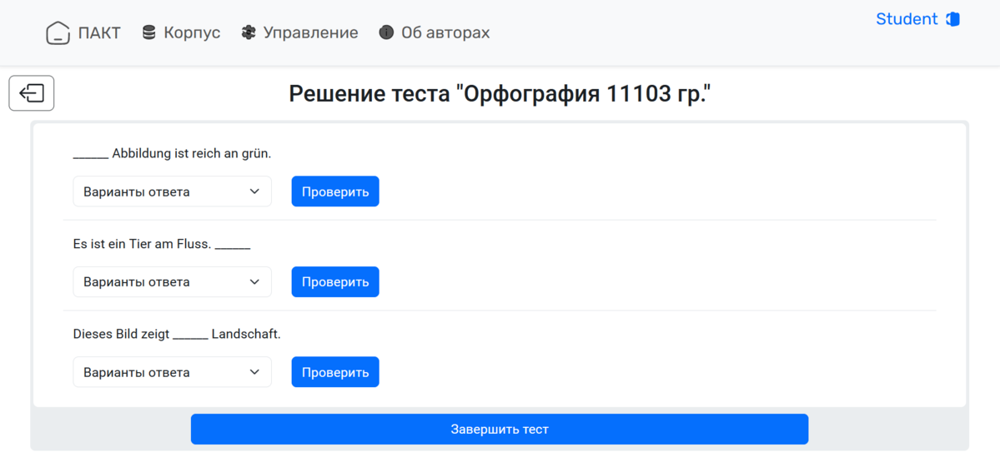 ПАКТ Корпус Управление Об авторах Student
Решение теста "Орфография 11103 гр."
______ Abbildung ist reich an grün.
Варианты ответа Проверить
Es ist ein Tier am Fluss. ______
Варианты ответа Проверить
Dieses Bild zeigt ______ Landschaft.
Варианты ответа Проверить
Завершить тест